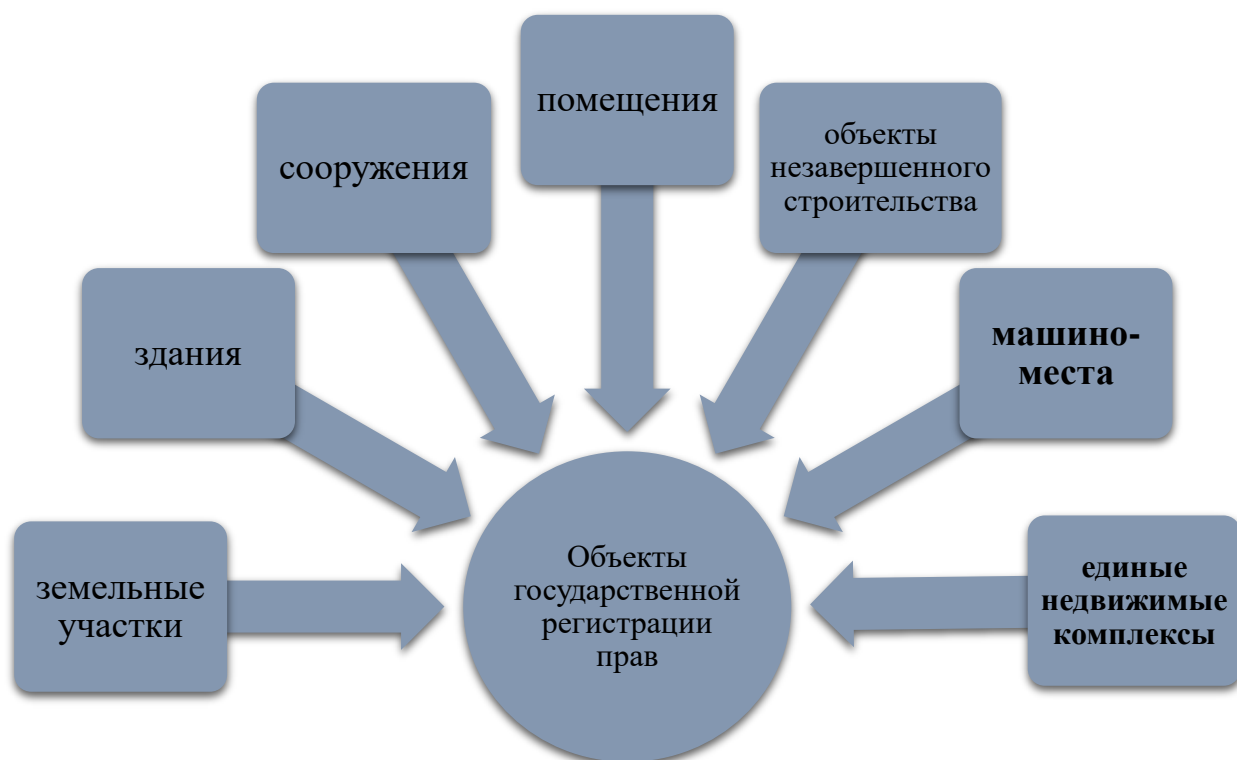 помещения
сооружения
объекты
незавершенного
строительства
здания
машино-
места
земельные
участки
Объекты
государственной
регистрации
прав
единые
недвижимые
комплексы